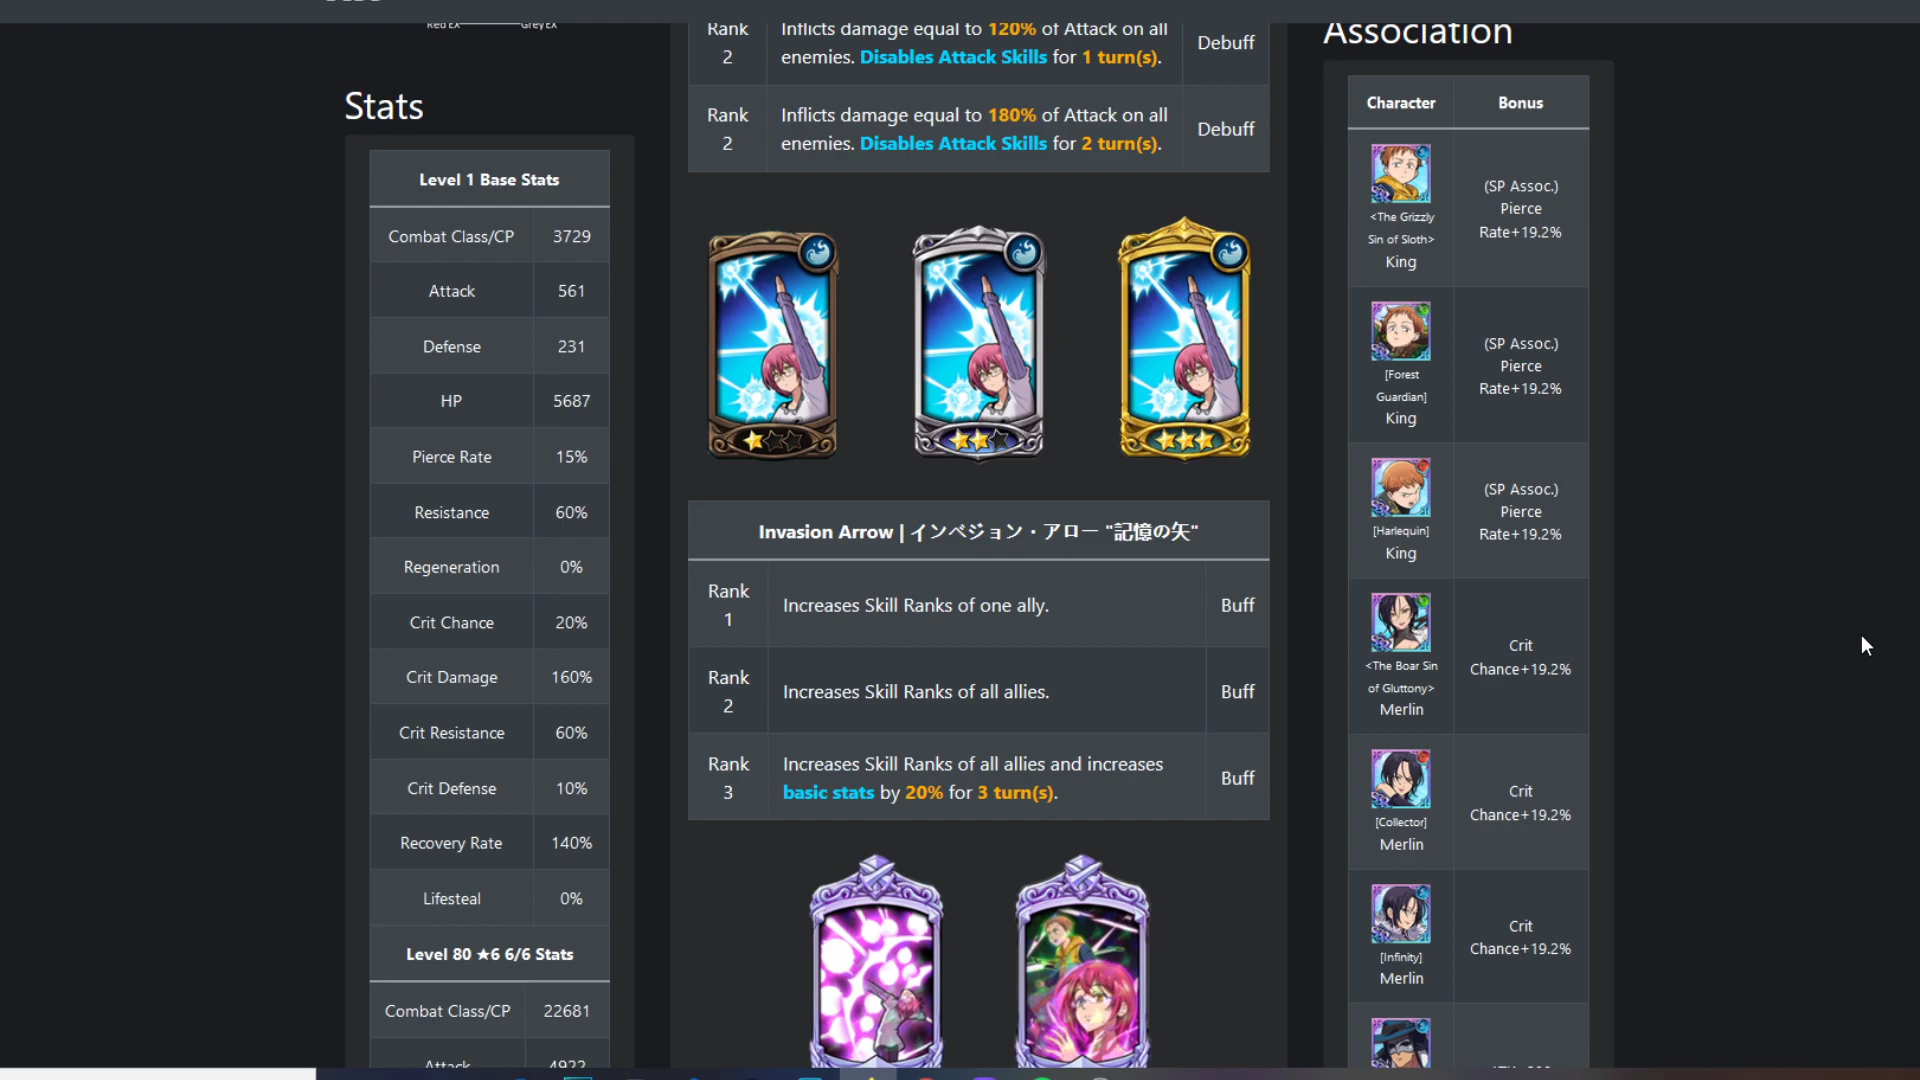 Red EX
Grey EX
Stats
Level 1 Base Stats
Combat Class/CP 3729
Attack 561
Defense 231
HP 5687
Pierce Rate 15%
Resistance 60%
Regeneration 0%
Crit Chance 20%
Crit Damage 160%
Crit Resistance 60%
Crit Defense 10%
Recovery Rate 140%
Lifesteal 0%
Level 80 ★6 6/6 Stats
Combat Class/CP 22681
Attack 4922
Rank
2
Inflicts damage equal to 120% of Attack on all
enemies. Disables Attack Skills for 1 turn(s).
Debuff
Rank
2
Inflicts damage equal to 180% of Attack on all
enemies. Disables Attack Skills for 2 turn(s).
Debuff
Invasion Arrow | インベジョン・アロー "記憶の矢"
Rank
1
Increases Skill Ranks of one ally.
Buff
Rank
2
Increases Skill Ranks of all allies.
Buff
Rank
3
Increases Skill Ranks of all allies and increases
basic stats by 20% for 3 turn(s).
Buff
Association
Character Bonus
<The Grizzly
Sin of Sloth>
King
(SP Assoc.)
Pierce
Rate+19.2%
[Forest
Guardian]
King
(SP Assoc.)
Pierce
Rate+19.2%
[Harlequin]
King
(SP Assoc.)
Pierce
Rate+19.2%
<The Boar Sin
of Gluttony>
Merlin
Crit
Chance+19.2%
[Collector]
Merlin
Crit
Chance+19.2%
[Infinity]
Merlin
Crit
Chance+19.2%